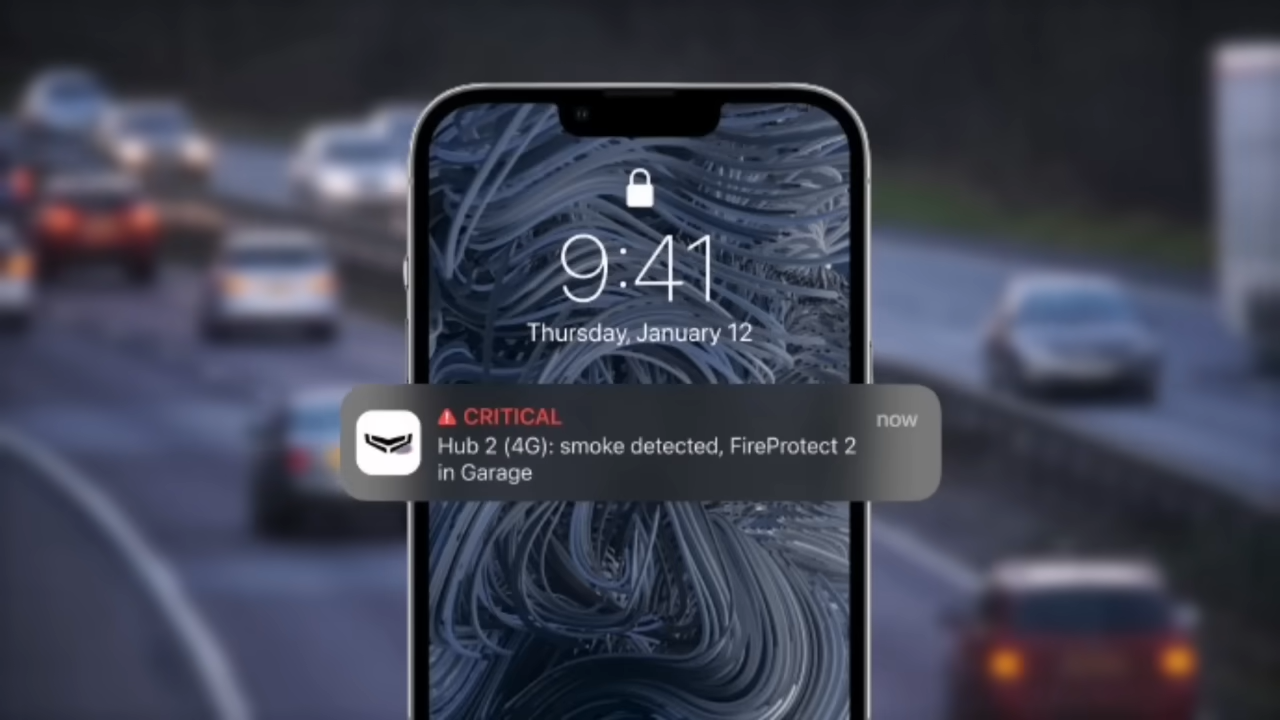 9:41
Thursday, January 12
CRITICAL
now
Hub 2 (4G): smoke detected, FireProtect 2
in Garage